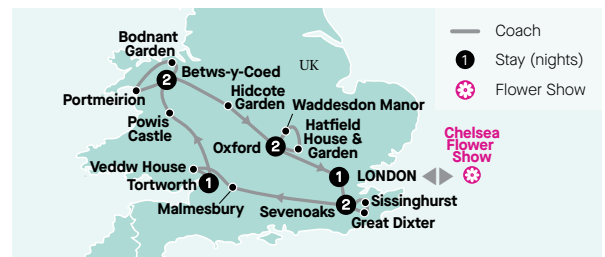 Bodnant
Garden
Betws-y-Coed
UK
Hidcote
Garden
Portmeirion
Waddesdon Manor
Powis
Castle
Hatfield
House &
Garden
Oxford
2
2
Veddw House
Tortworth
1
Malmesbury
1
LONDON
Chelsea
Flower
Show
Sevenoaks
2
Sissinghurst
Great Dixter
Coach
1
Stay (nights)
Flower Show